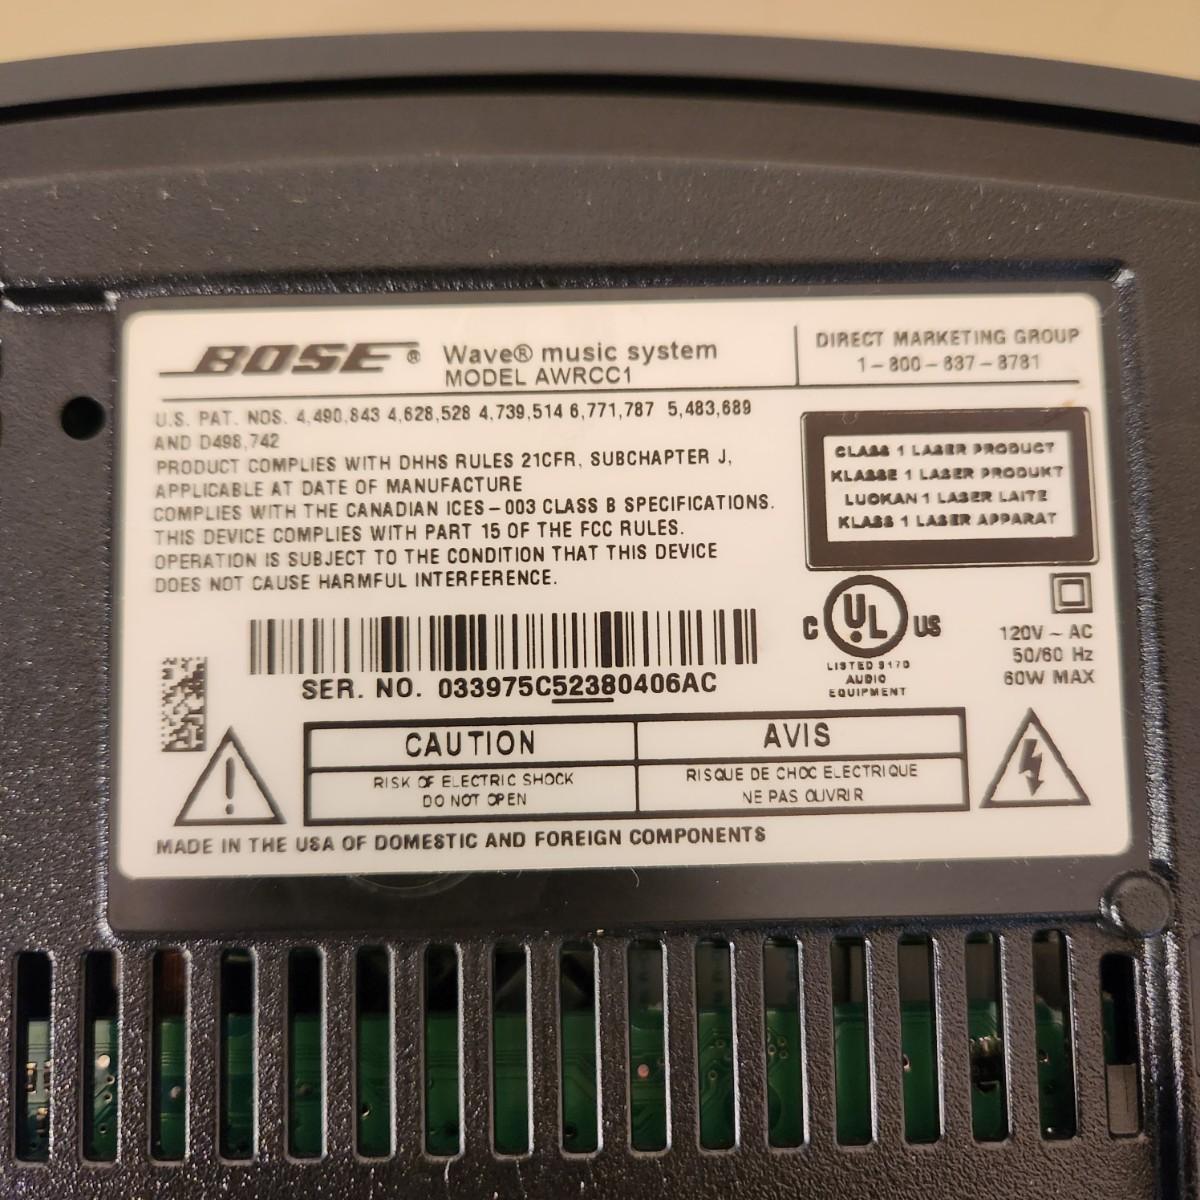 BOSE®
Wave® music system
MODEL AWRCC1
DIRECT MARKETING GROUP
1-800-637-8781
U.S. PAT. NOS. 4,490,843 4,628,528 4,739,514 6,771,787 5,483,689
AND D498,742
PRODUCT COMPLIES WITH DHHS RULES 21CFR, SUBCHAPTER J,
APPLICABLE AT DATE OF MANUFACTURE
COMPLIES WITH THE CANADIAN ICES-003 CLASS B SPECIFICATIONS.
THIS DEVICE COMPLIES WITH PART 15 OF THE FCC RULES.
OPERATION IS SUBJECT TO THE CONDITION THAT THIS DEVICE
DOES NOT CAUSE HARMFUL INTERFERENCE.
CLASS 1 LASER PRODUCT
KLASSE 1 LASER PRODUKT
LUOKAN 1 LASER LAITE
KLASS 1 LASER APPARAT
C UL US
LISTED 9170
AUDIO
EQUIPMENT
120V ~ AC
50/60 Hz
60W MAX
SER. NO. 033975C52380406AC
CAUTION
RISK OF ELECTRIC SHOCK
DO NOT OPEN
AVIS
RISQUE DE CHOC ELECTRIQUE
NE PAS OUVRIR
MADE IN THE USA OF DOMESTIC AND FOREIGN COMPONENTS